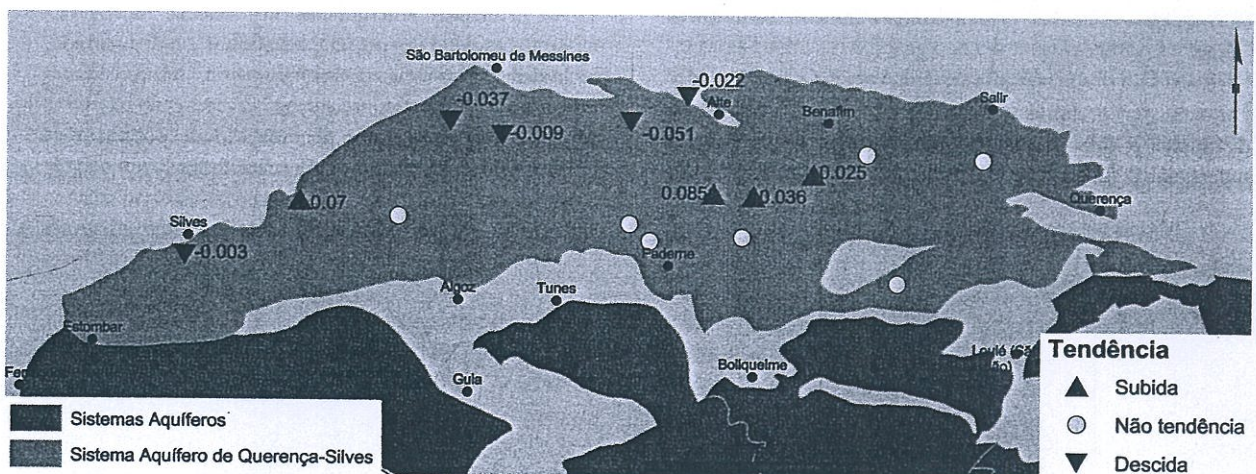 São Bartolomeu de Messines
-0.022
Alte
Salir
-0.037
Benafim
-0.009
-0.051
0.025
0.085
0.036
0.07
Querença
Silves
-0.003
Paderne
Algoz
Tunes
Estombar
Boliqueime
Loulé
Guia
Tendência
Subida
Não tendência
Descida
Sistemas Aquíferos
Sistema Aquífero de Querença-Silves